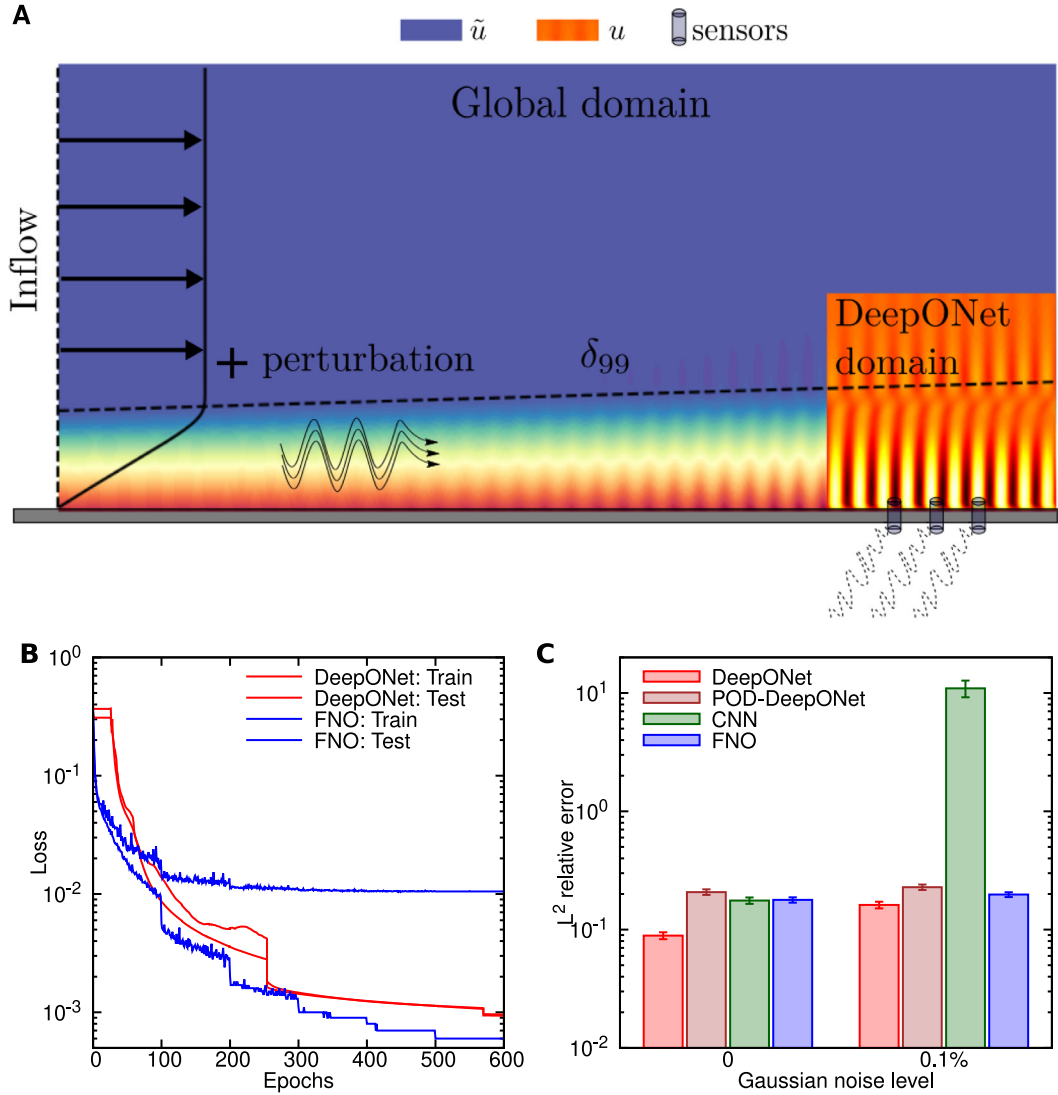 A
ũ u sensors
Global domain
Inflow
+ perturbation
δ99
DeepONet
domain
B
DeepONet: Train
DeepONet: Test
FNO: Train
FNO: Test
10^0
10^-1
10^-2
10^-3
Loss
0 100 200 300 400 500 600
Epochs
C
DeepONet
POD-DeepONet
CNN
FNO
10^1
10^0
10^-1
10^-2
L^2 relative error
0 0.1%
Gaussian noise level